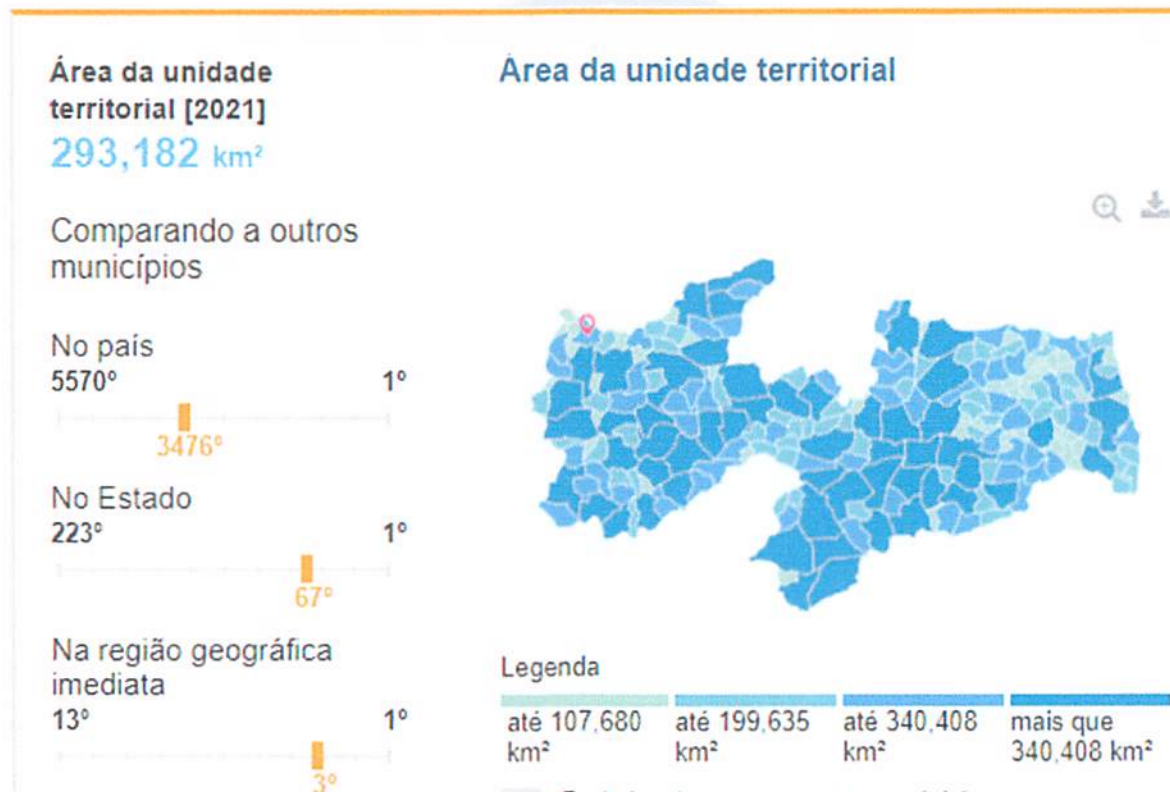 Área da unidade
territorial [2021]
293,182 km²
Comparando a outros
municípios
No país
5570º 1º
3476º
No Estado
223º 1º
67º
Na região geográfica
imediata
13º 1º
3º
Área da unidade territorial
Legenda
até 107,680
km²
até 199,635
km²
até 340,408
km²
mais que
340,408 km²